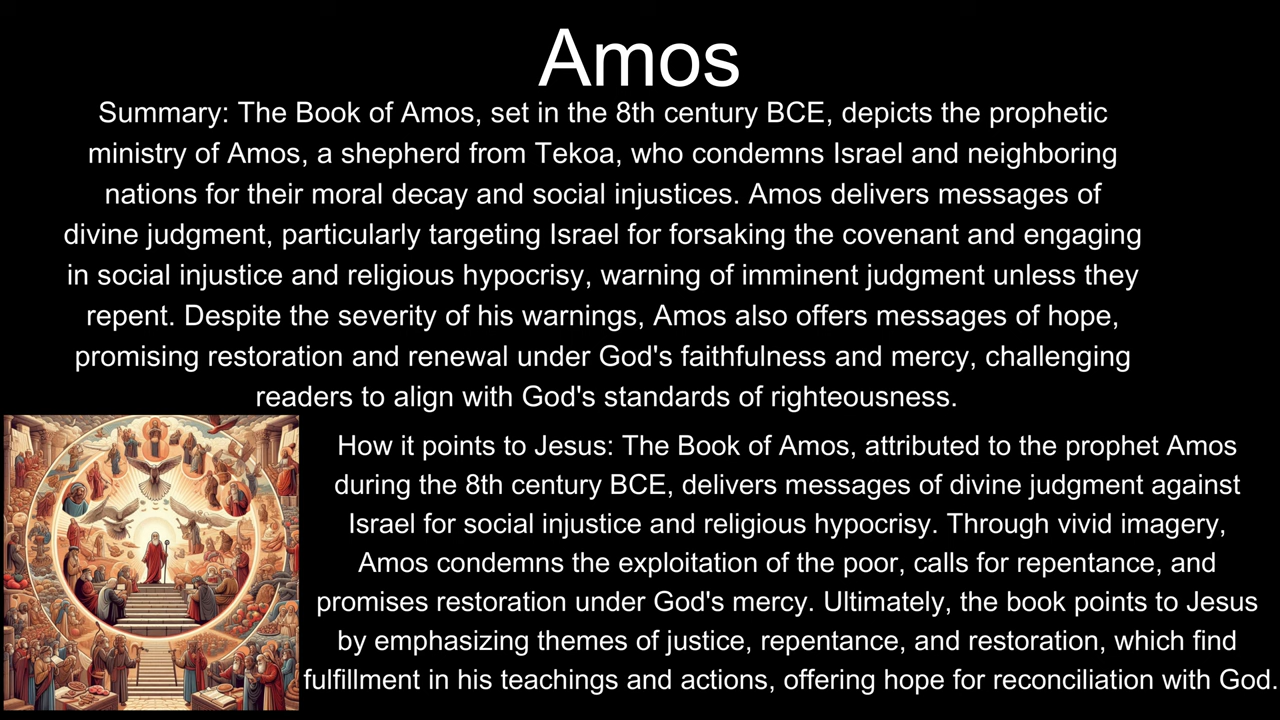 Amos
Summary: The Book of Amos, set in the 8th century BCE, depicts the prophetic
ministry of Amos, a shepherd from Tekoa, who condemns Israel and neighboring
nations for their moral decay and social injustices. Amos delivers messages of
divine judgment, particularly targeting Israel for forsaking the covenant and engaging
in social injustice and religious hypocrisy, warning of imminent judgment unless they
repent. Despite the severity of his warnings, Amos also offers messages of hope,
promising restoration and renewal under God's faithfulness and mercy, challenging
readers to align with God's standards of righteousness.
How it points to Jesus: The Book of Amos, attributed to the prophet Amos
during the 8th century BCE, delivers messages of divine judgment against
Israel for social injustice and religious hypocrisy. Through vivid imagery,
Amos condemns the exploitation of the poor, calls for repentance, and
promises restoration under God's mercy. Ultimately, the book points to Jesus
by emphasizing themes of justice, repentance, and restoration, which find
fulfillment in his teachings and actions, offering hope for reconciliation with God.